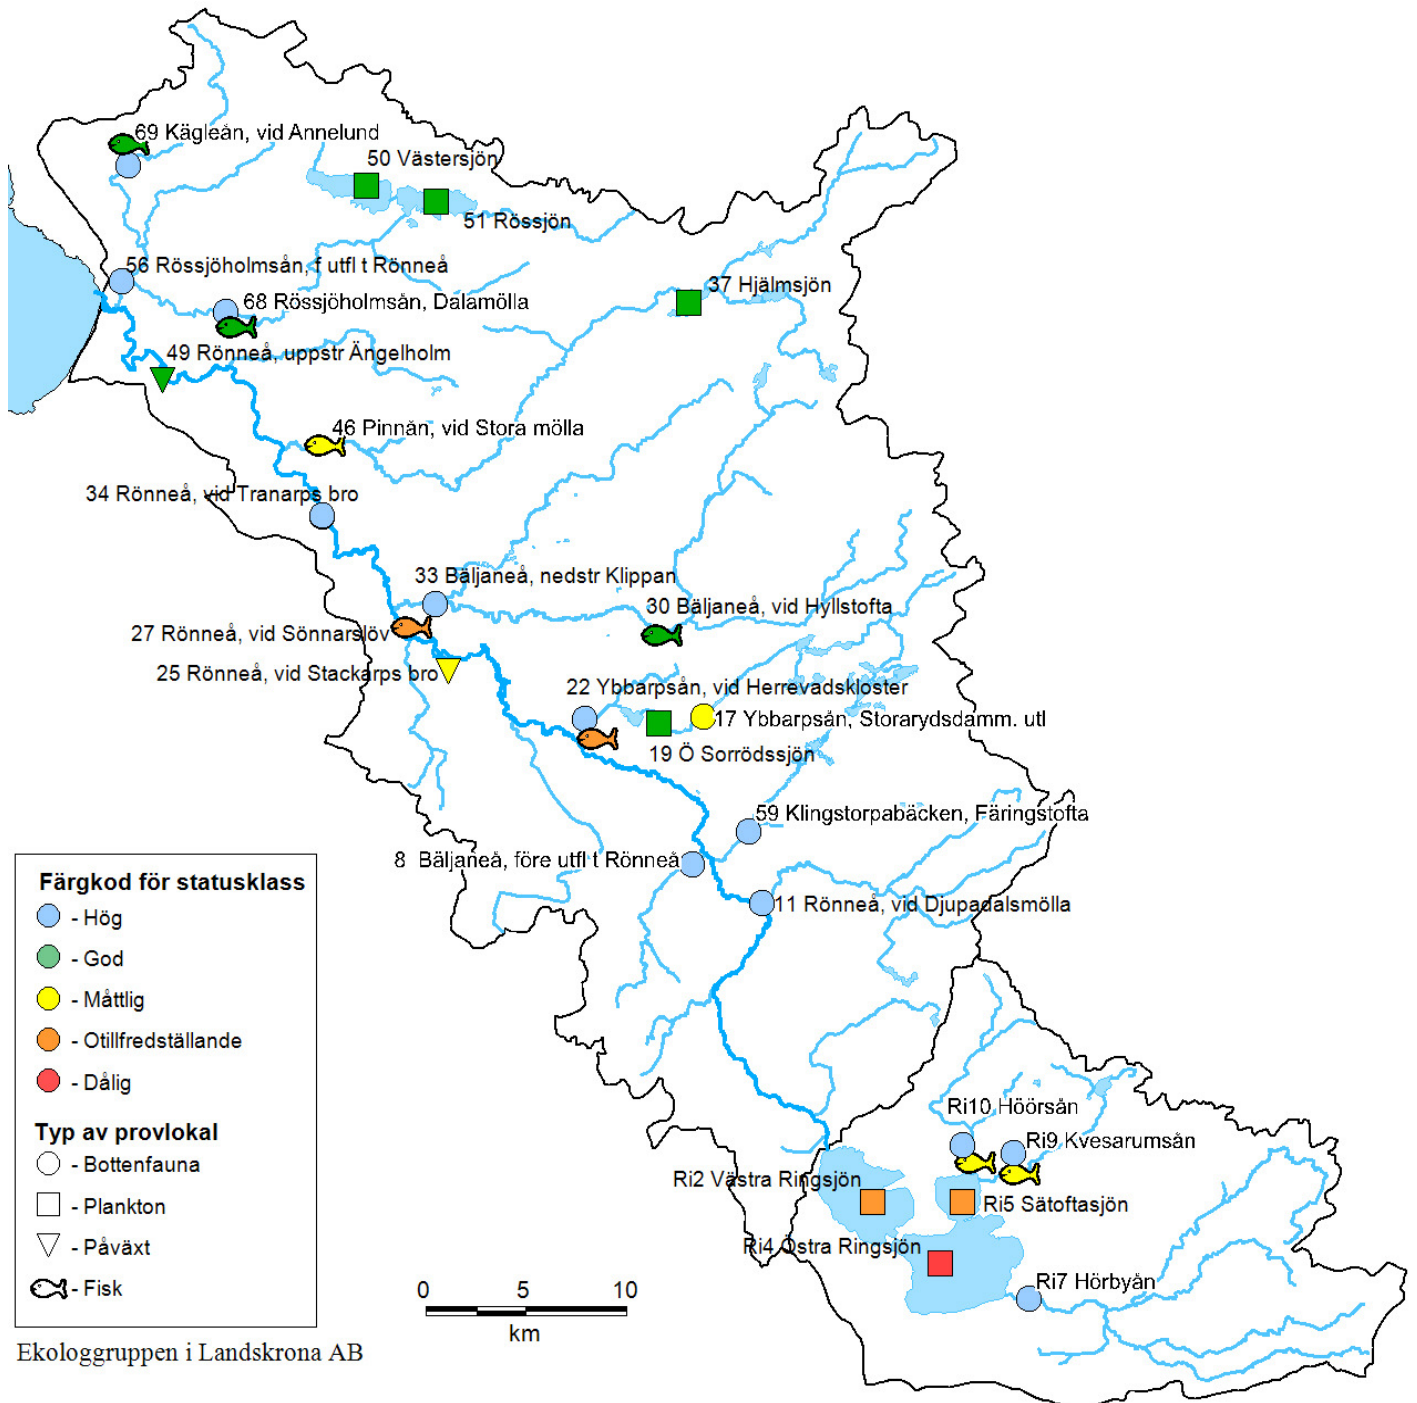 69 Kägleån, vid Annelund
50 Västersjön
51 Rössjön
56 Rössjöholmsån, f utfl t Rönneå
37 Hjälmsjön
68 Rössjöholmsån, Dalamölla
49 Rönneå, uppstr Ängelholm
46 Pinnån, vid Stora mölla
34 Rönneå, vid Tranarps bro
33 Bäljaneå, nedstr Klippan
30 Bäljaneå, vid Hyllstofta
27 Rönneå, vid Sönnarslöv
25 Rönneå, vid Stackarps bro
22 Ybbarpsån, vid Herrevadskloster
17 Ybbarpsån, Storarydsdamm. utl
19 Ö Sorrödssjön
59 Klingstorpabäcken, Färingstofta
8 Bäljaneå, före utfl t Rönneå
11 Rönneå, vid Djupadalsmölla
Färgkod för statusklass
- Hög
- God
- Måttlig
- Otillfredställande
- Dålig
Typ av provlokal
- Bottenfauna
- Plankton
- Påväxt
- Fisk
Ri10 Höörsån
Ri9 Kvesarumsån
Ri2 Västra Ringsjön
Ri5 Sätoftasjön
Ri4 Östra Ringsjön
Ri7 Hörbyån
0 5 10
km
Ekologgruppen i Landskrona AB